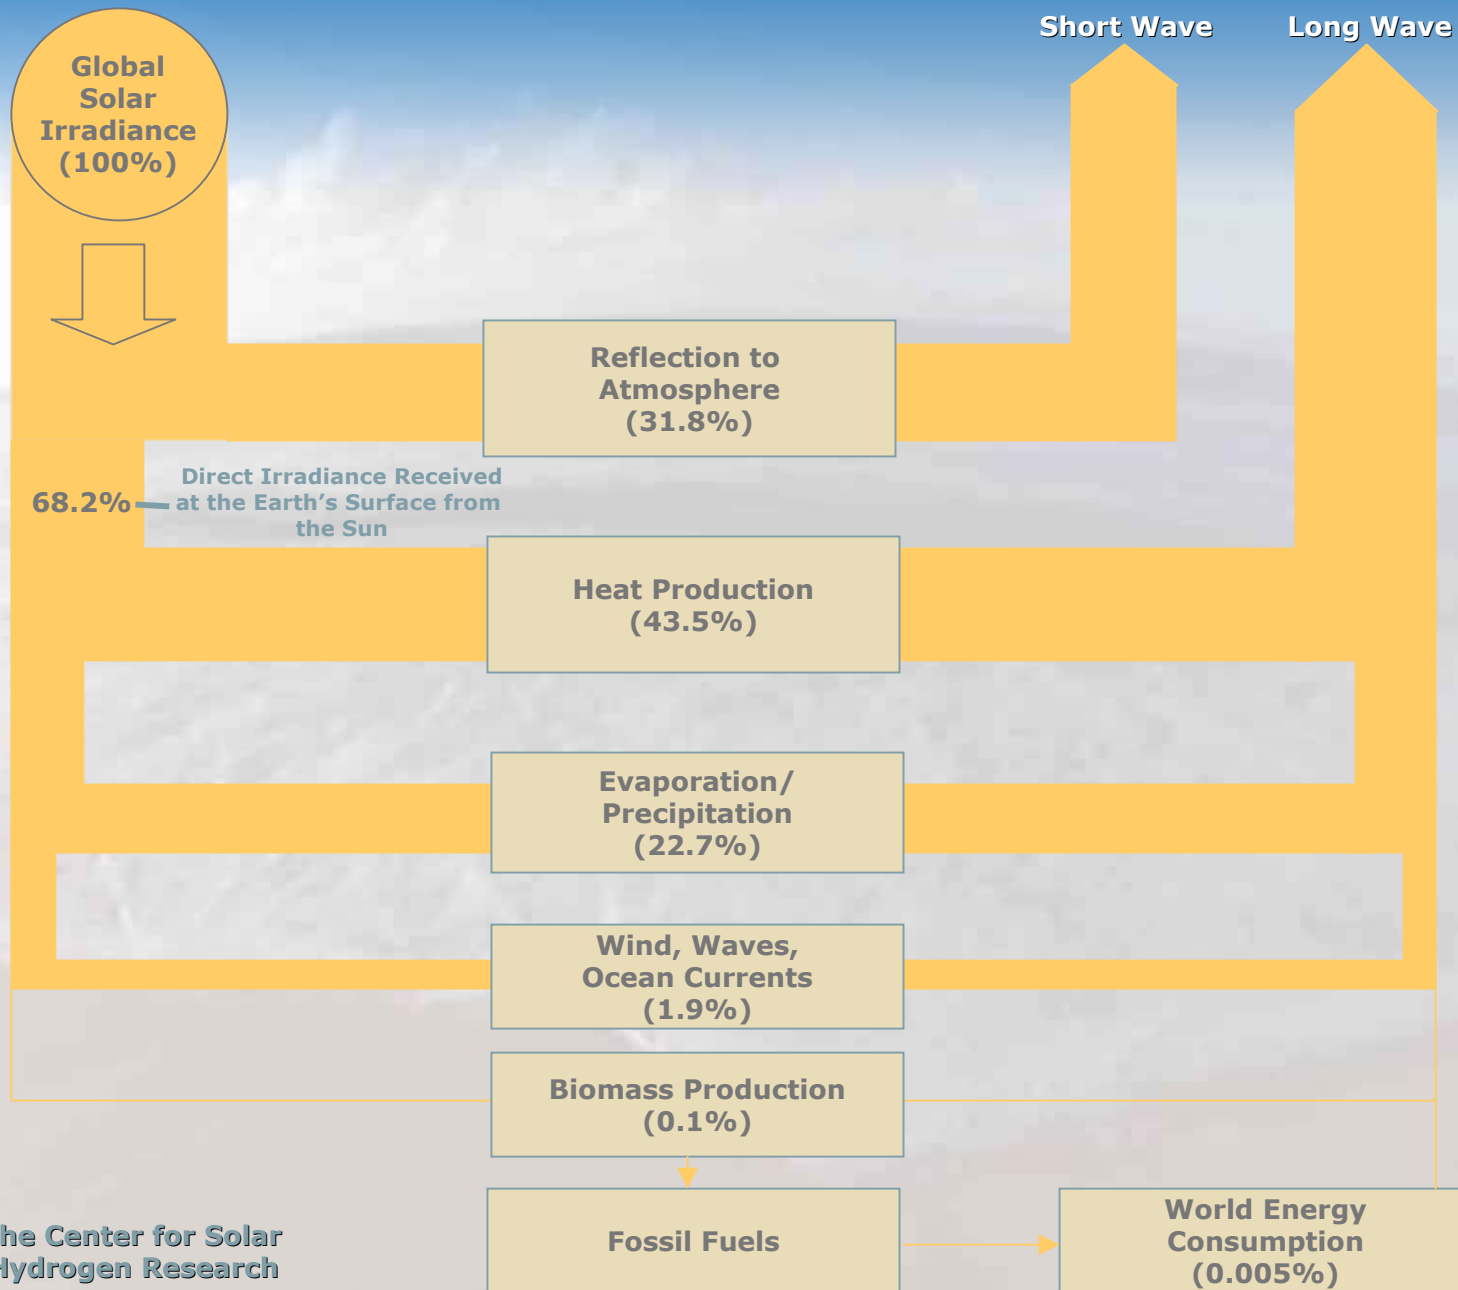 Short Wave
Long Wave
Global
Solar
Irradiance
(100%)
Reflection to
Atmosphere
(31.8%)
68.2%
Direct Irradiance Received
at the Earth’s Surface from
the Sun
Heat Production
(43.5%)
Evaporation/
Precipitation
(22.7%)
Wind, Waves,
Ocean Currents
(1.9%)
Biomass Production
(0.1%)
Fossil Fuels
World Energy
Consumption
(0.005%)
he Center for Solar
Hydrogen Research